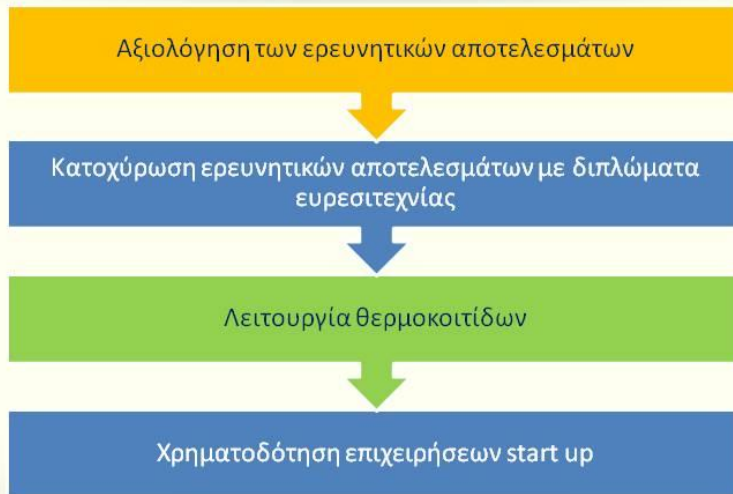 Αξιολόγηση των ερευνητικών αποτελεσμάτων
Κατοχύρωση ερευνητικών αποτελεσμάτων με διπλώματα
ευρεσιτεχνίας
Λειτουργία θερμοκοιτίδων
Χρηματοδότηση επιχειρήσεων start up